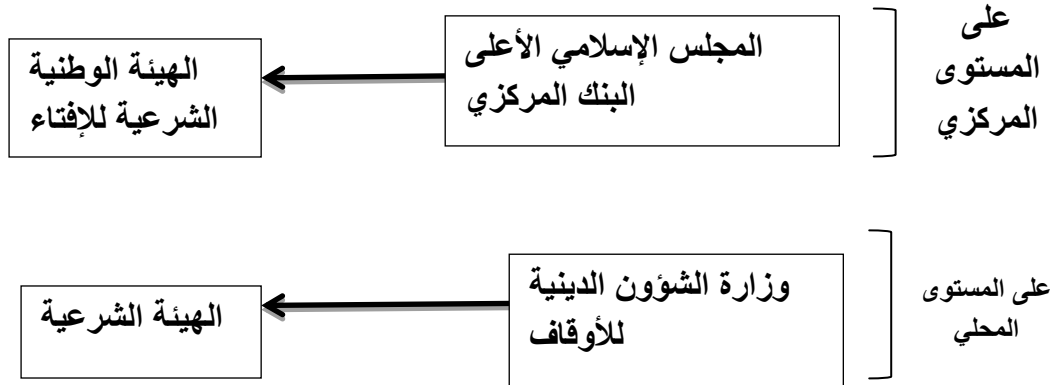 على
المستوى
المركزي
المجلس الإسلامي الأعلى
البنك المركزي
الهيئة الوطنية
الشرعية للإفتاء
على المستوى
المحلي
وزارة الشؤون الدينية
للأوقاف
الهيئة الشرعية